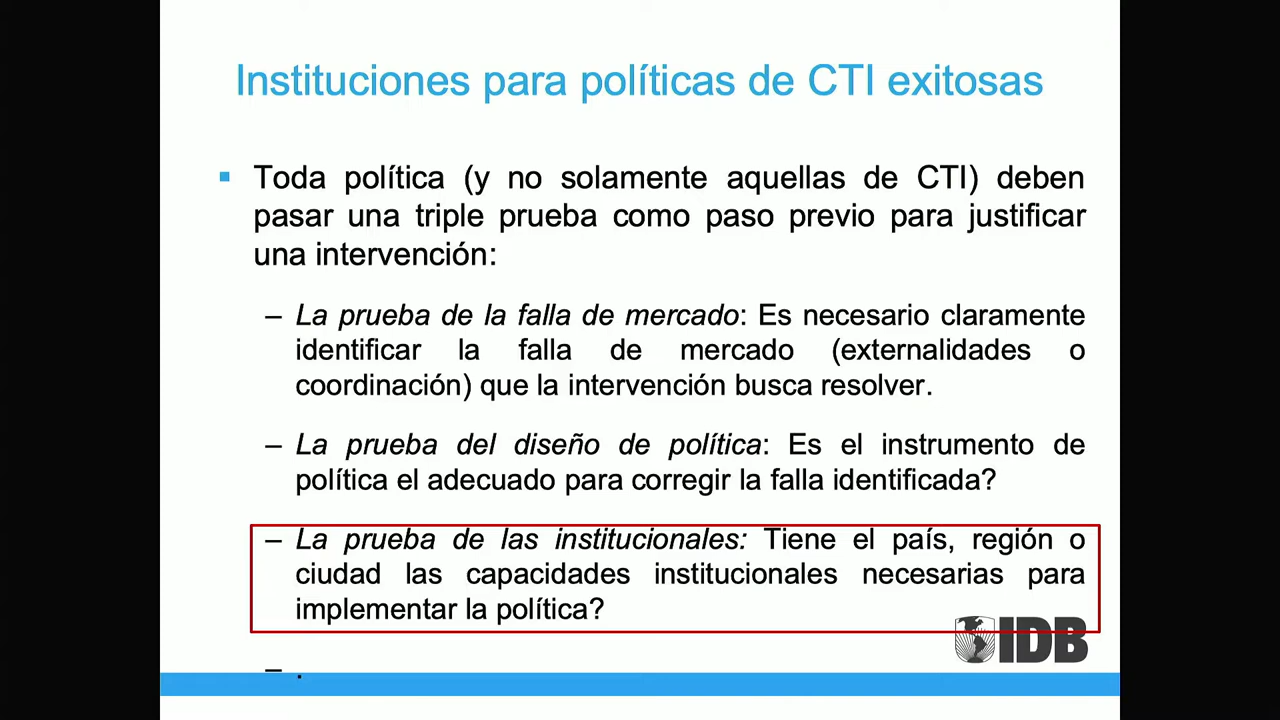 Instituciones para políticas de CTI exitosas
▪ Toda política (y no solamente aquellas de CTI) deben
pasar una triple prueba como paso previo para justificar
una intervención:
– La prueba de la falla de mercado: Es necesario claramente
identificar la falla de mercado (externalidades o
coordinación) que la intervención busca resolver.
– La prueba del diseño de política: Es el instrumento de
política el adecuado para corregir la falla identificada?
– La prueba de las institucionales: Tiene el país, región o
ciudad las capacidades institucionales necesarias para
implementar la política?
IDB
– .